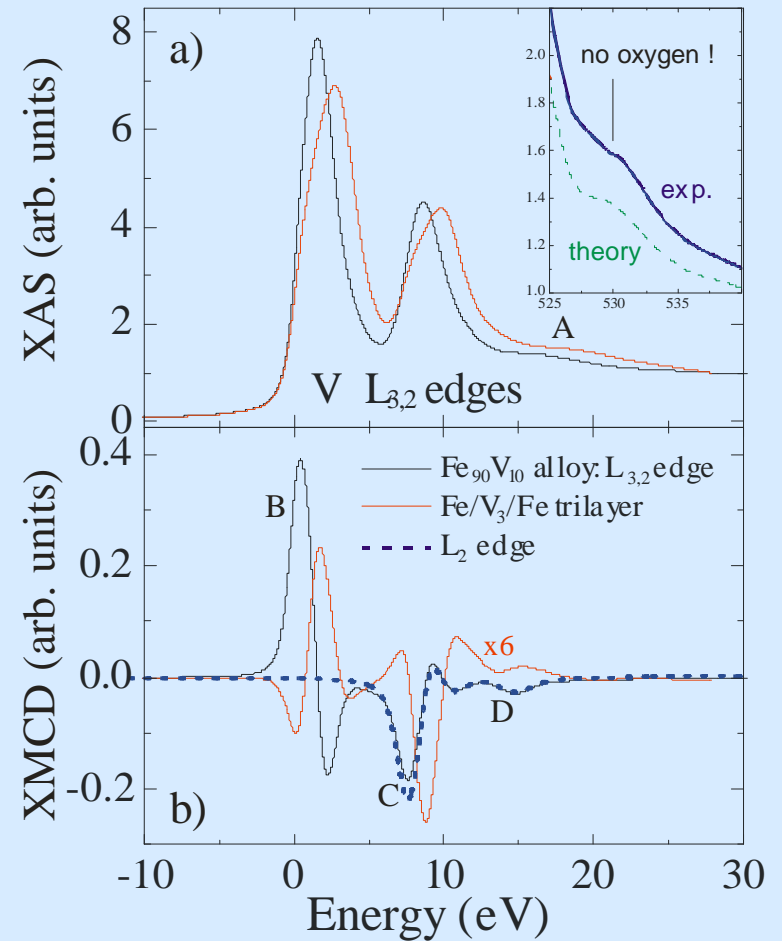 a)
XAS (arb. units)
8
6
4
2
0
V L3,2 edges
A
2.0
1.8
1.6
1.4
1.2
1.0
525
530
535
no oxygen !
exp.
theory
b)
XMCD (arb. units)
0.4
0.2
0.0
-0.2
B
Fe90V10 alloy: L3,2 edge
Fe/V3/Fe trilayer
L2 edge
x6
D
C
-10
0
10
20
30
Energy (eV)